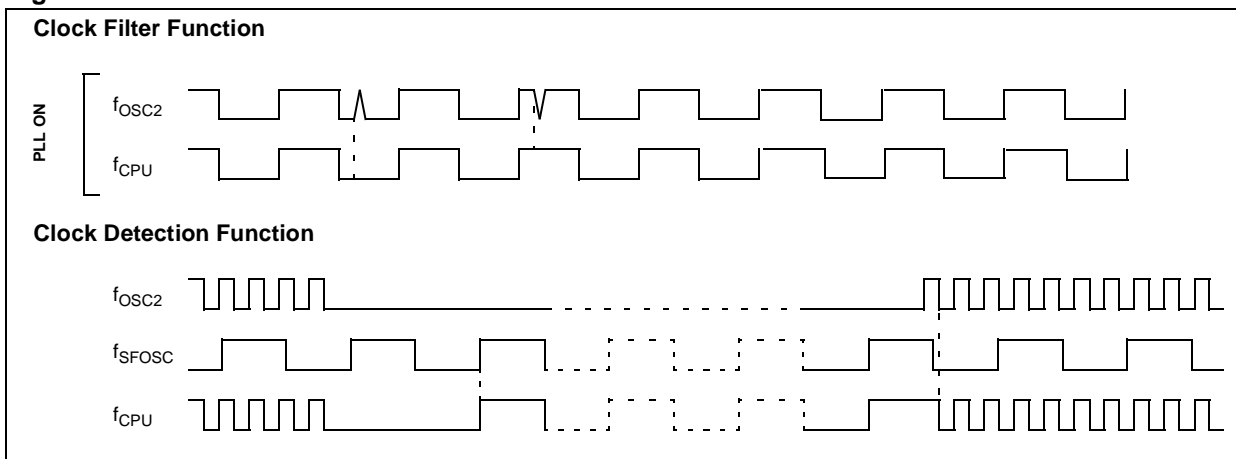 Clock Filter Function
PLL ON
fOSC2
fCPU
Clock Detection Function
fOSC2
fSFOSC
fCPU